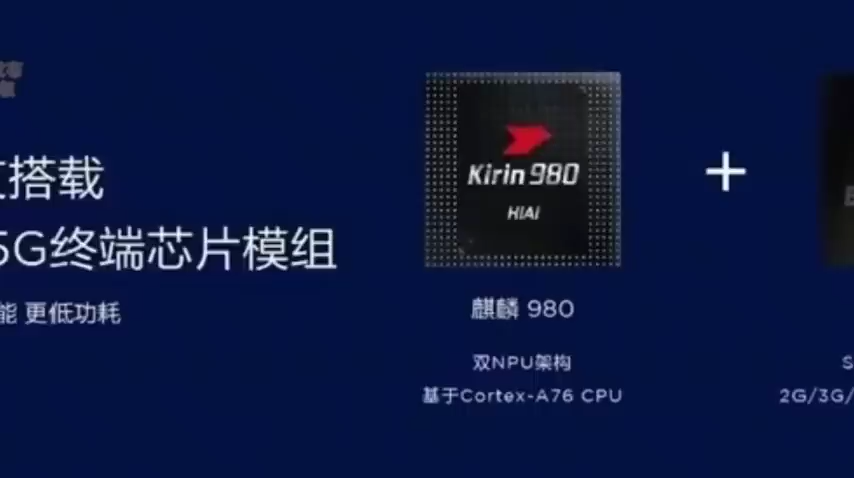 搭载
5G终端芯片模组
能 更低功耗
Kirin 980
HIAI
麒麟 980
双NPU架构
基于Cortex-A76 CPU
+
S
2G/3G/